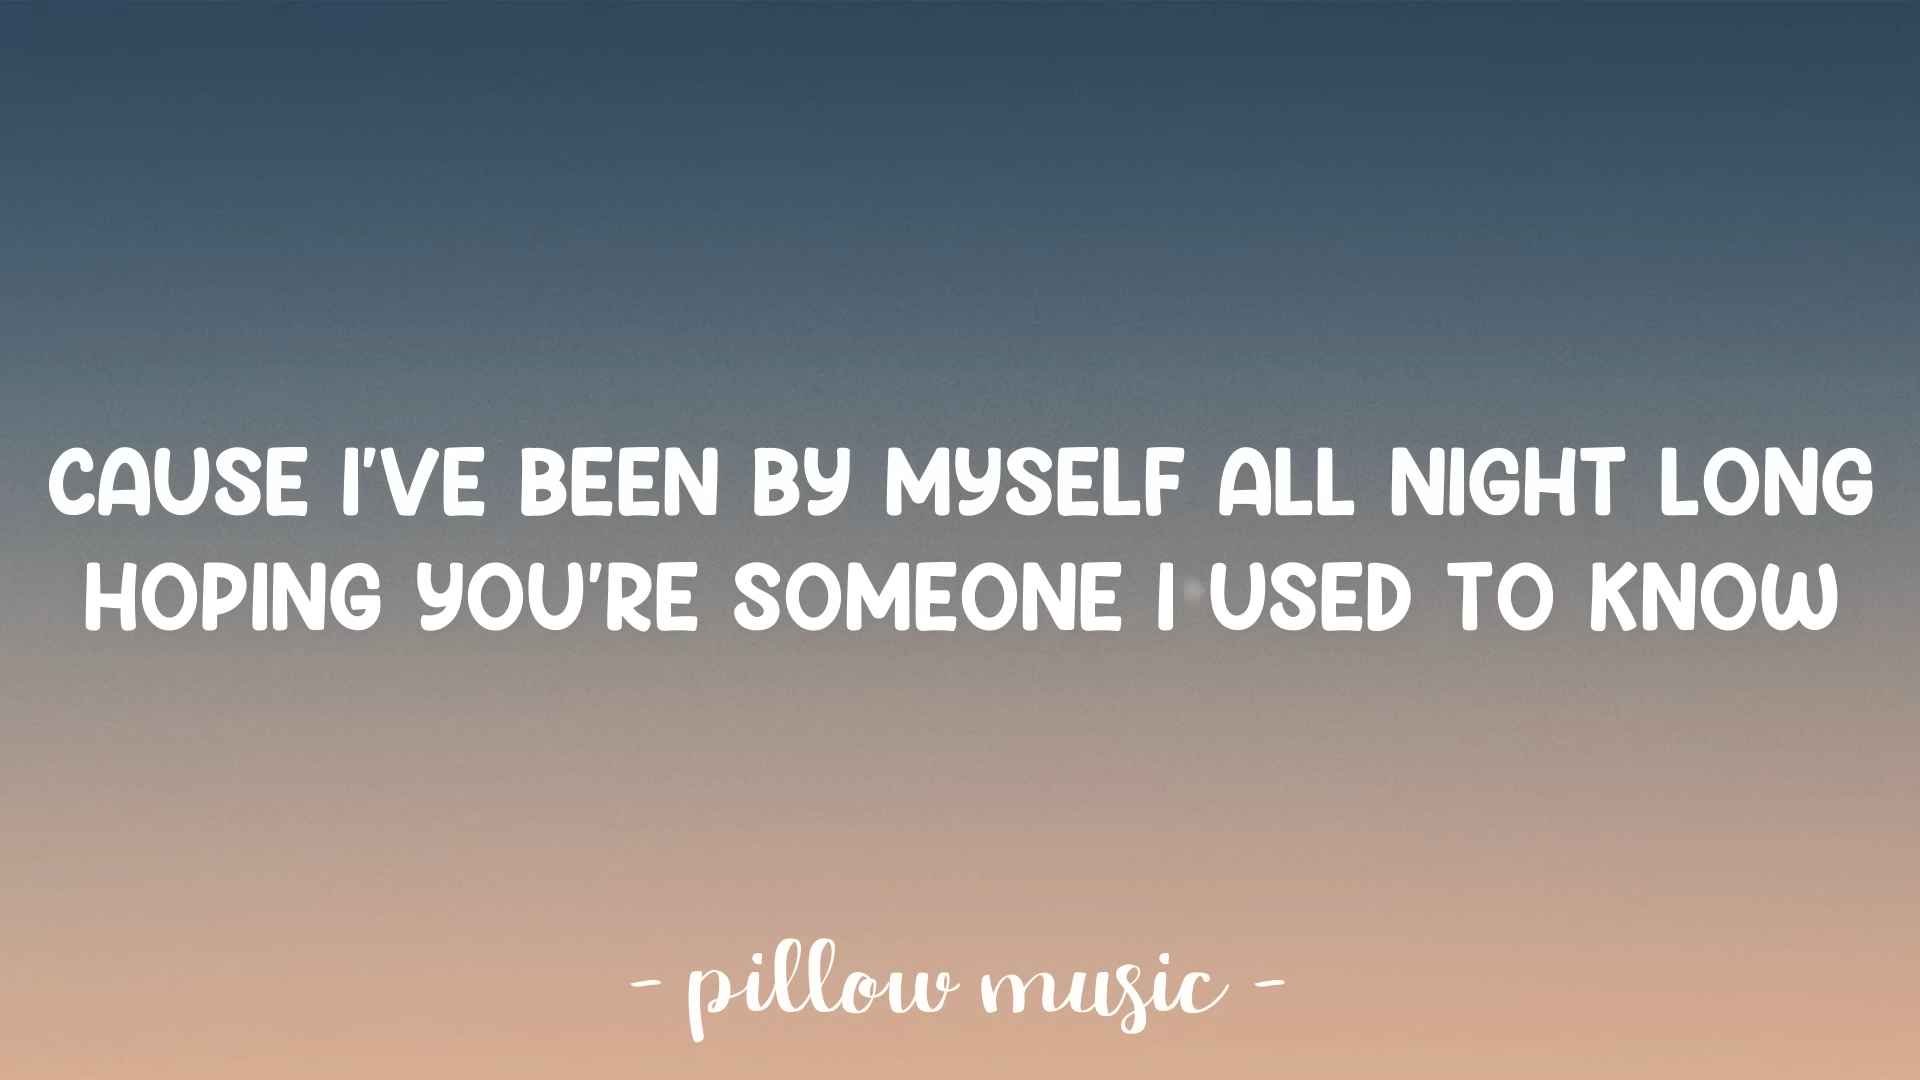 CAUSE I'VE BEEN BY MYSELF ALL NIGHT LONG
HOPING YOU'RE SOMEONE I USED TO KNOW
- pillow music -